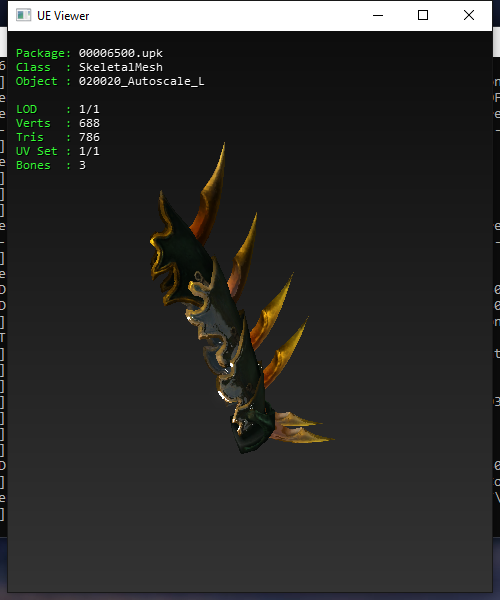 UE Viewer
Package: 00006500.upk
Class : SkeletalMesh
Object : 020020_Autoscale_L
LOD : 1/1
Verts : 688
Tris : 786
UV Set : 1/1
Bones : 3